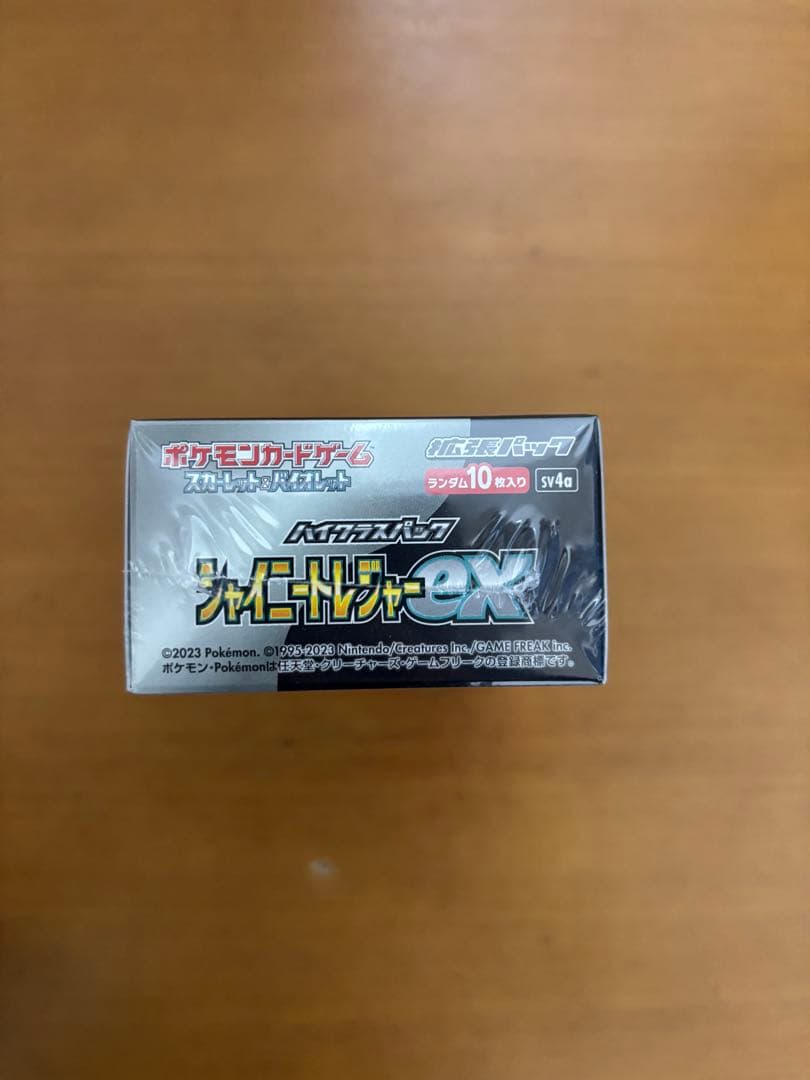 ポケモンカードゲーム™ 拡張パック
スカーレット&バイオレット ランダム10枚入り sv4a
ハイクラスパック
シャイニートレジャーex
©2023 Pokémon. ©1995-2023 Nintendo/Creatures Inc./GAME FREAK inc.
ポケモン・Pokémonは任天堂・クリーチャーズ・ゲームフリークの登録商標です。